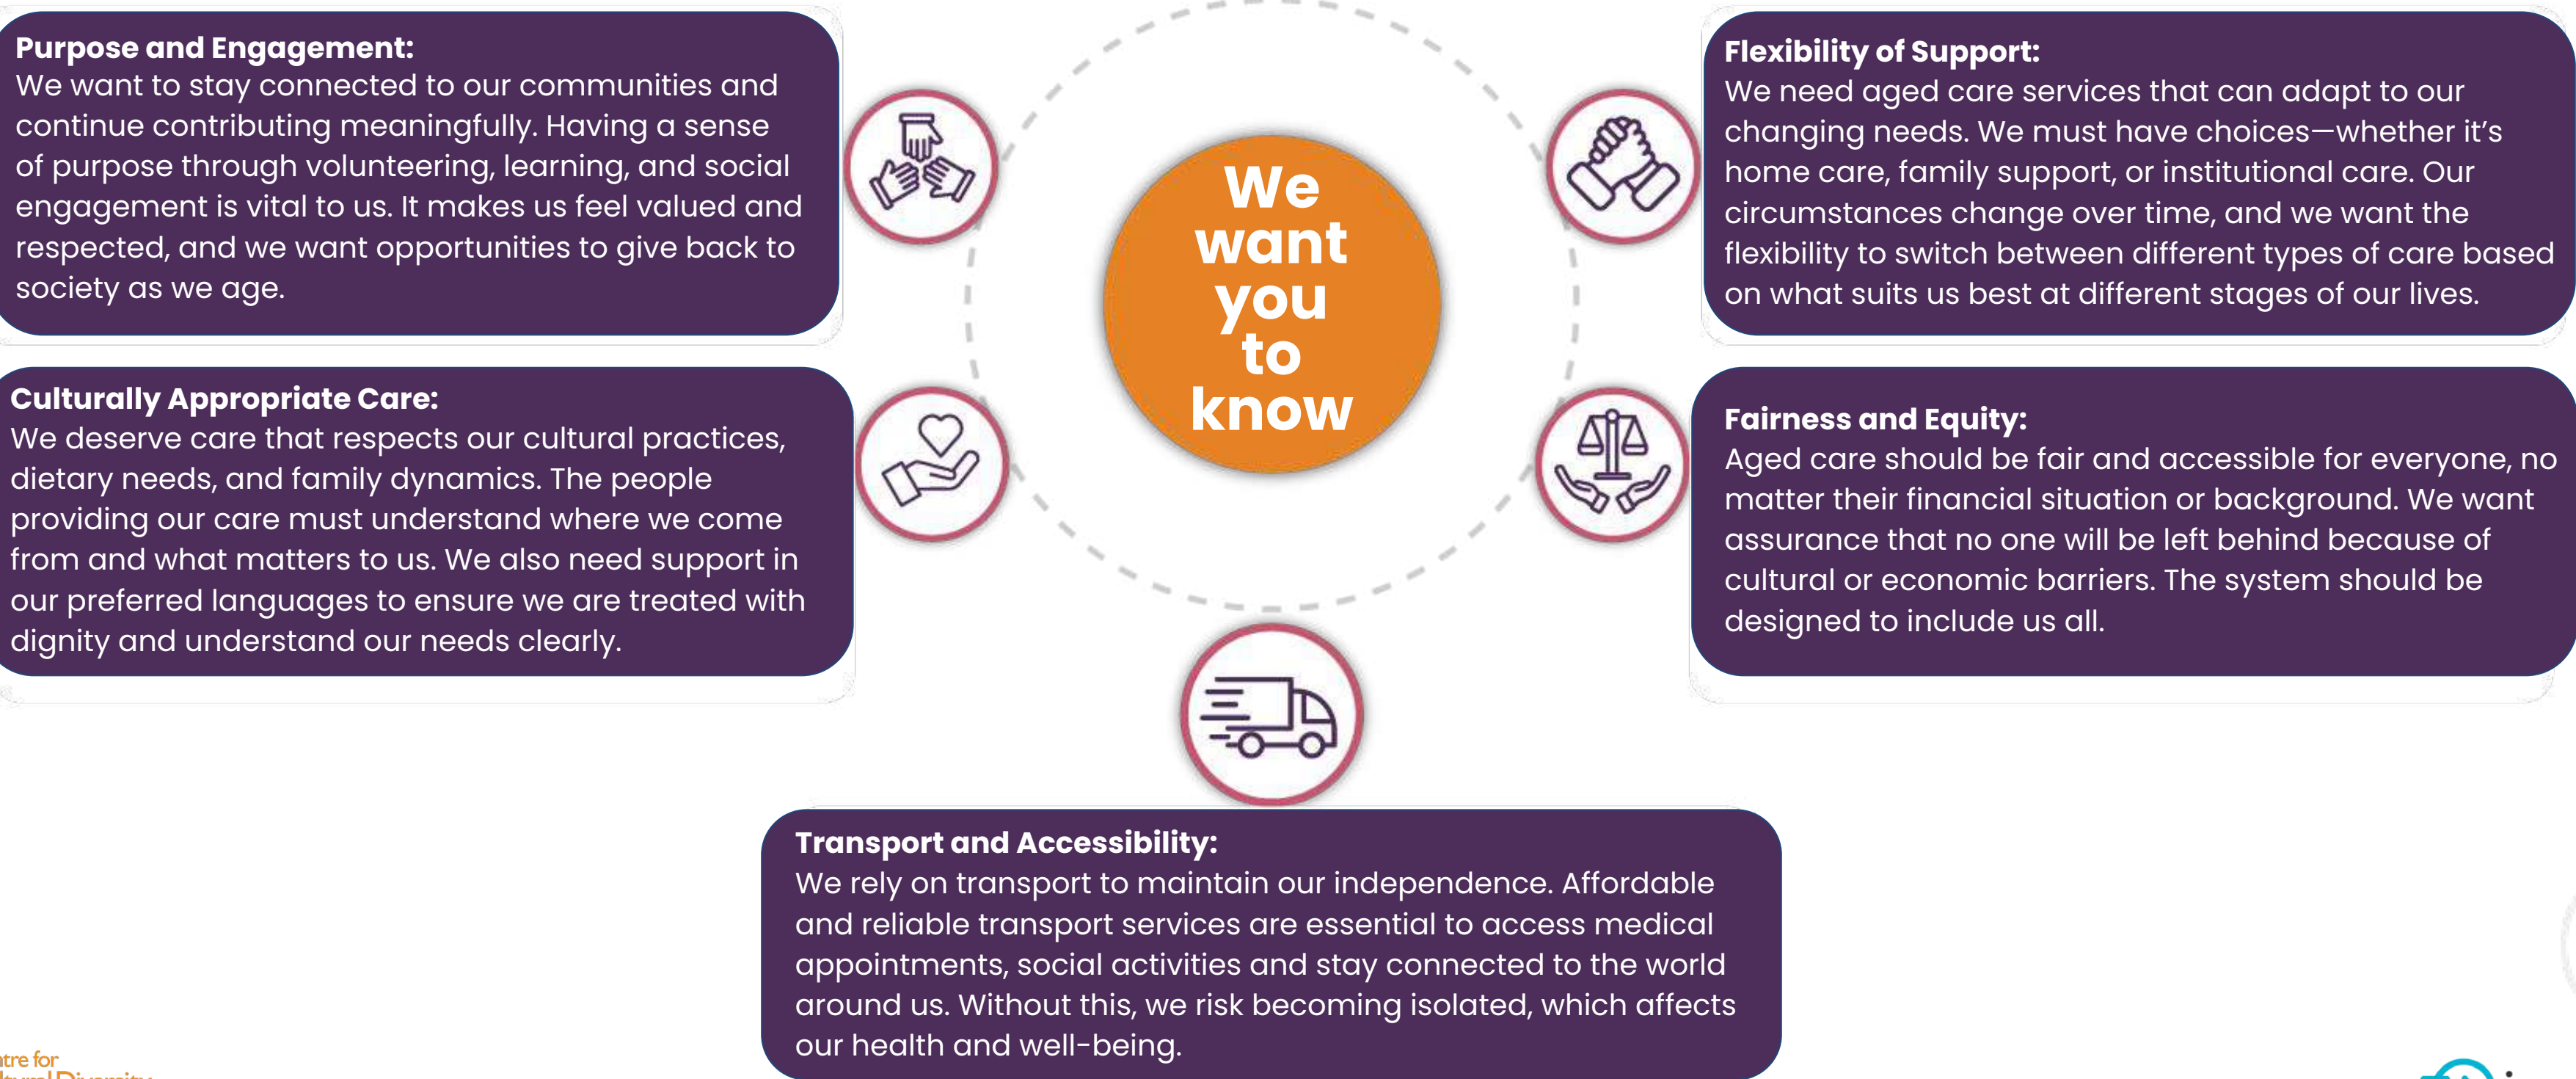 Purpose and Engagement:
We want to stay connected to our communities and
continue contributing meaningfully. Having a sense
of purpose through volunteering, learning, and social
engagement is vital to us. It makes us feel valued and
respected, and we want opportunities to give back to
society as we age.
Culturally Appropriate Care:
We deserve care that respects our cultural practices,
dietary needs, and family dynamics. The people
providing our care must understand where we come
from and what matters to us. We also need support in
our preferred languages to ensure we are treated with
dignity and understand our needs clearly.
We
want
you
to
know
Flexibility of Support:
We need aged care services that can adapt to our
changing needs. We must have choices—whether it's
home care, family support, or institutional care. Our
circumstances change over time, and we want the
flexibility to switch between different types of care based
on what suits us best at different stages of our lives.
Fairness and Equity:
Aged care should be fair and accessible for everyone, no
matter their financial situation or background. We want
assurance that no one will be left behind because of
cultural or economic barriers. The system should be
designed to include us all.
Transport and Accessibility:
We rely on transport to maintain our independence. Affordable
and reliable transport services are essential to access medical
appointments, social activities and stay connected to the world
around us. Without this, we risk becoming isolated, which affects
our health and well-being.
for